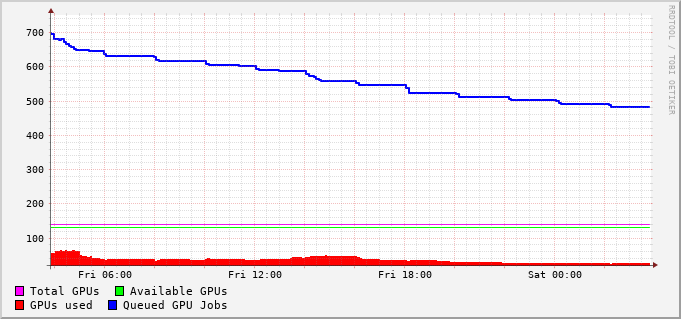 RRDTOOL / TOBI OETIKER
700
600
500
400
300
200
100
Fri 06:00 Fri 12:00 Fri 18:00 Sat 00:00
Total GPUs Available GPUs
GPUs used Queued GPU Jobs